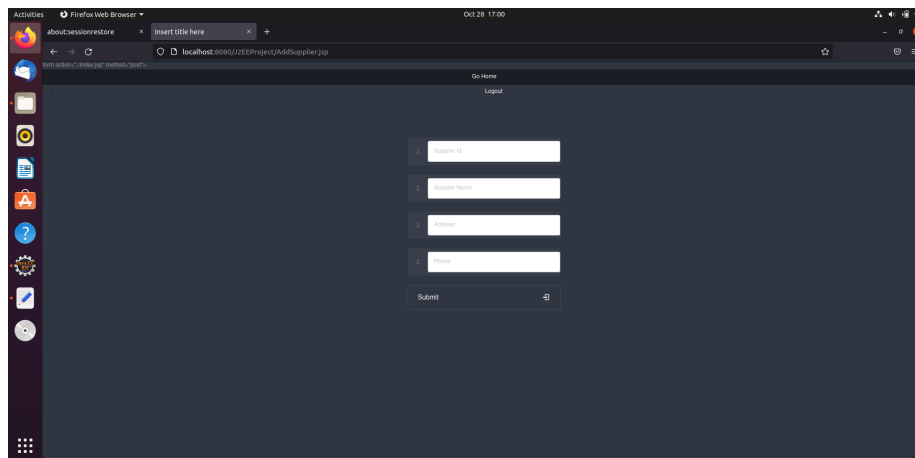 Activities Firefox Web Browser Oct 28 17:00
about:sessionrestore × Insert title here × +
localhost:8080/J2EEProject/AddSupplier.jsp
form action="./index.jsp" method="post">
Go Home
Logout
Supplier Id
Supplier Name
Address
Phone
Submit